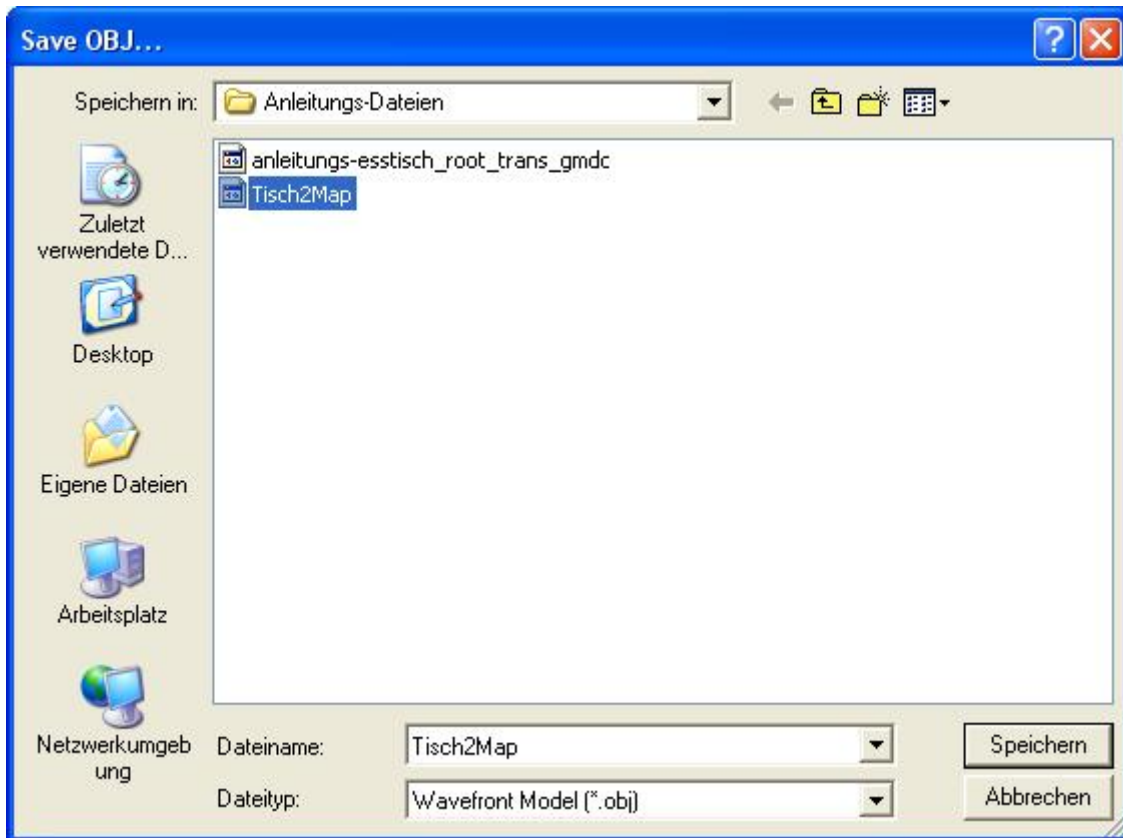 Save OBJ...
Speichern in:
Anleitungs-Dateien
anleitungs-esstisch_root_trans_gmdc
Tisch2Map
Zuletzt
verwendete D...
Desktop
Eigene Dateien
Arbeitsplatz
Netzwerkumgeb
ung
Dateiname:
Tisch2Map
Speichern
Dateityp:
Wavefront Model (*.obj)
Abbrechen